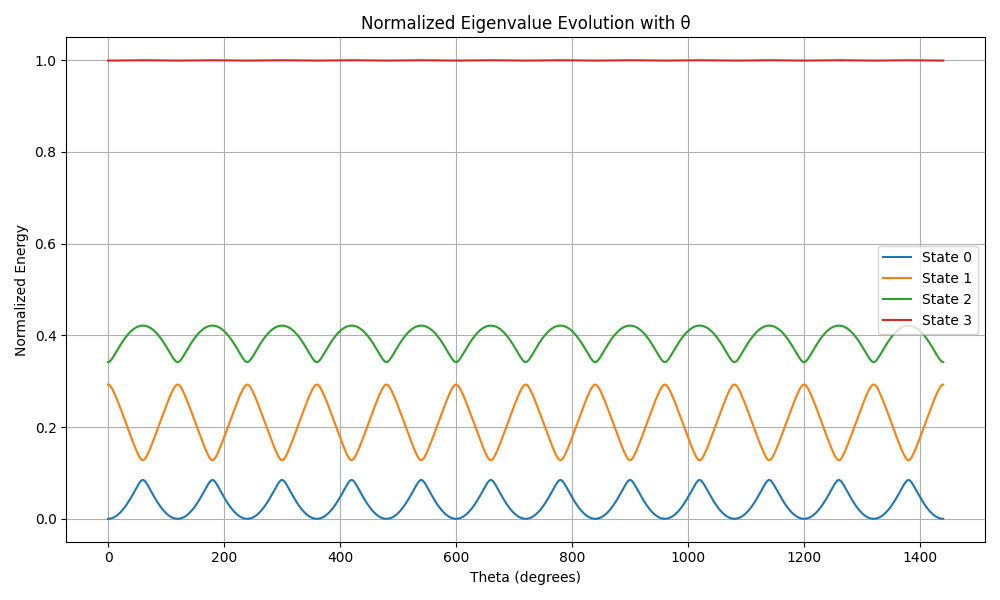 Normalized Eigenvalue Evolution with θ
Normalized Energy
1.0
0.8
0.6
0.4
0.2
0.0
State 0
State 1
State 2
State 3
0 200 400 600 800 1000 1200 1400
Theta (degrees)